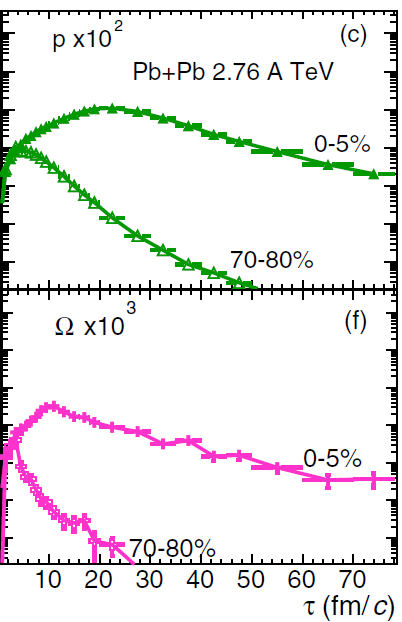 p x10²
(c)
Pb+Pb 2.76 A TeV
0-5%
70-80%
Ω x10³
(f)
0-5%
70-80%
10 20 30 40 50 60 70
τ (fm/c)